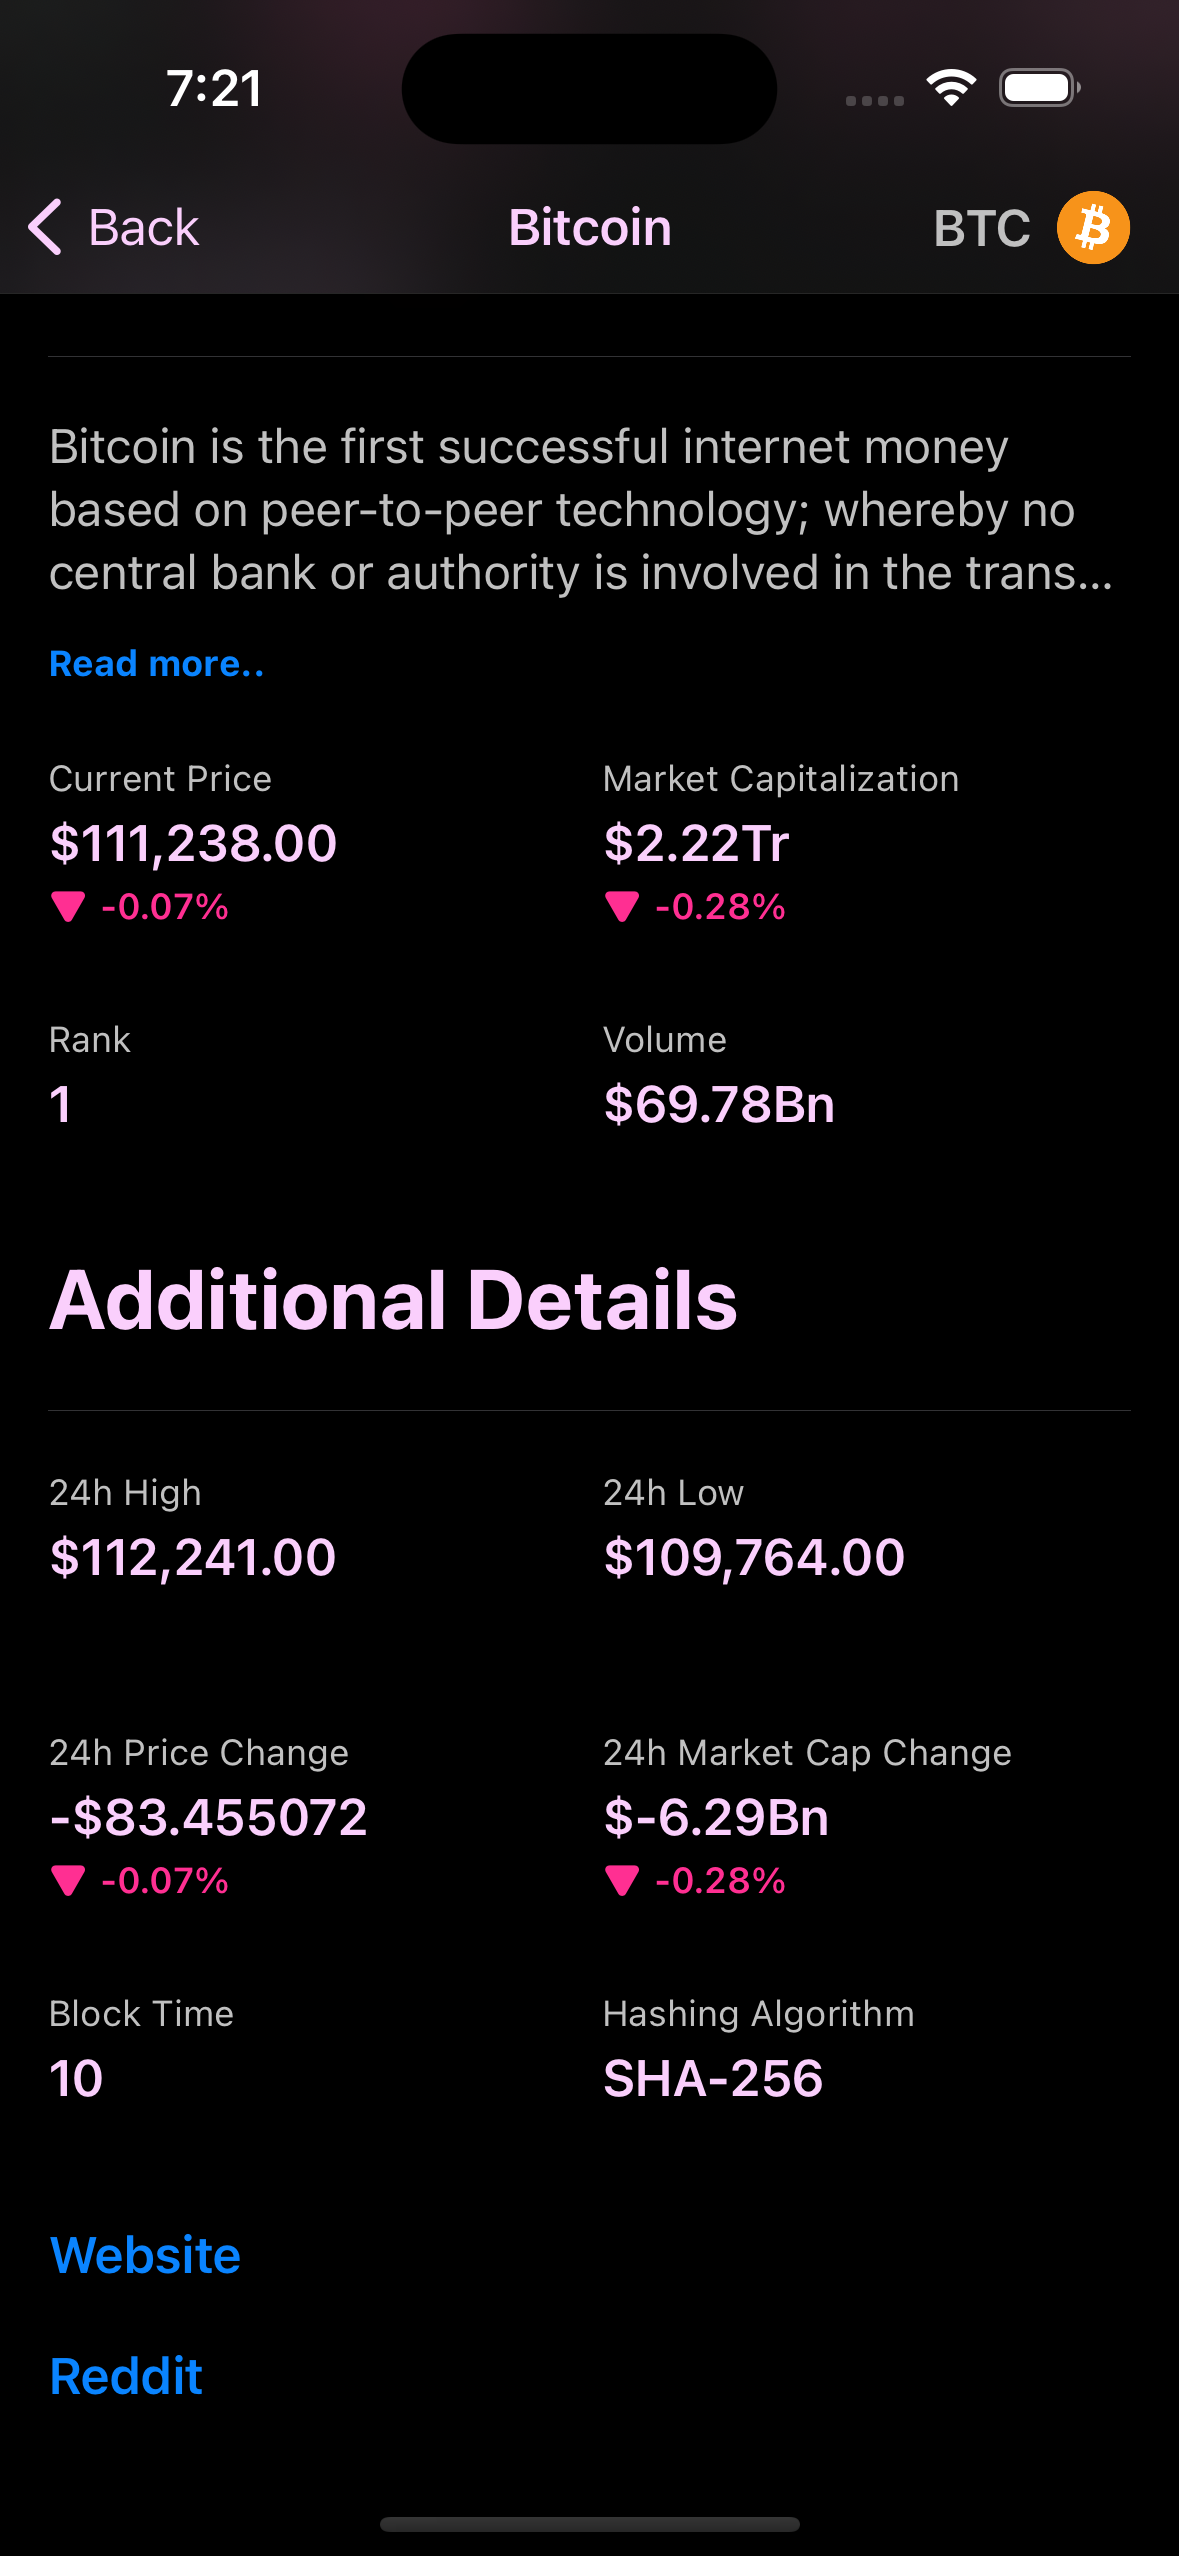 7:21
Back
Bitcoin
BTC
Bitcoin is the first successful internet money
based on peer-to-peer technology; whereby no
central bank or authority is involved in the trans...
Read more..
Current Price
Market Capitalization
$111,238.00
$2.22Tr
-0.07%
-0.28%
Rank
Volume
1
$69.78Bn
Additional Details
24h High
24h Low
$112,241.00
$109,764.00
24h Price Change
24h Market Cap Change
-$83.455072
$-6.29Bn
-0.07%
-0.28%
Block Time
Hashing Algorithm
10
SHA-256
Website
Reddit